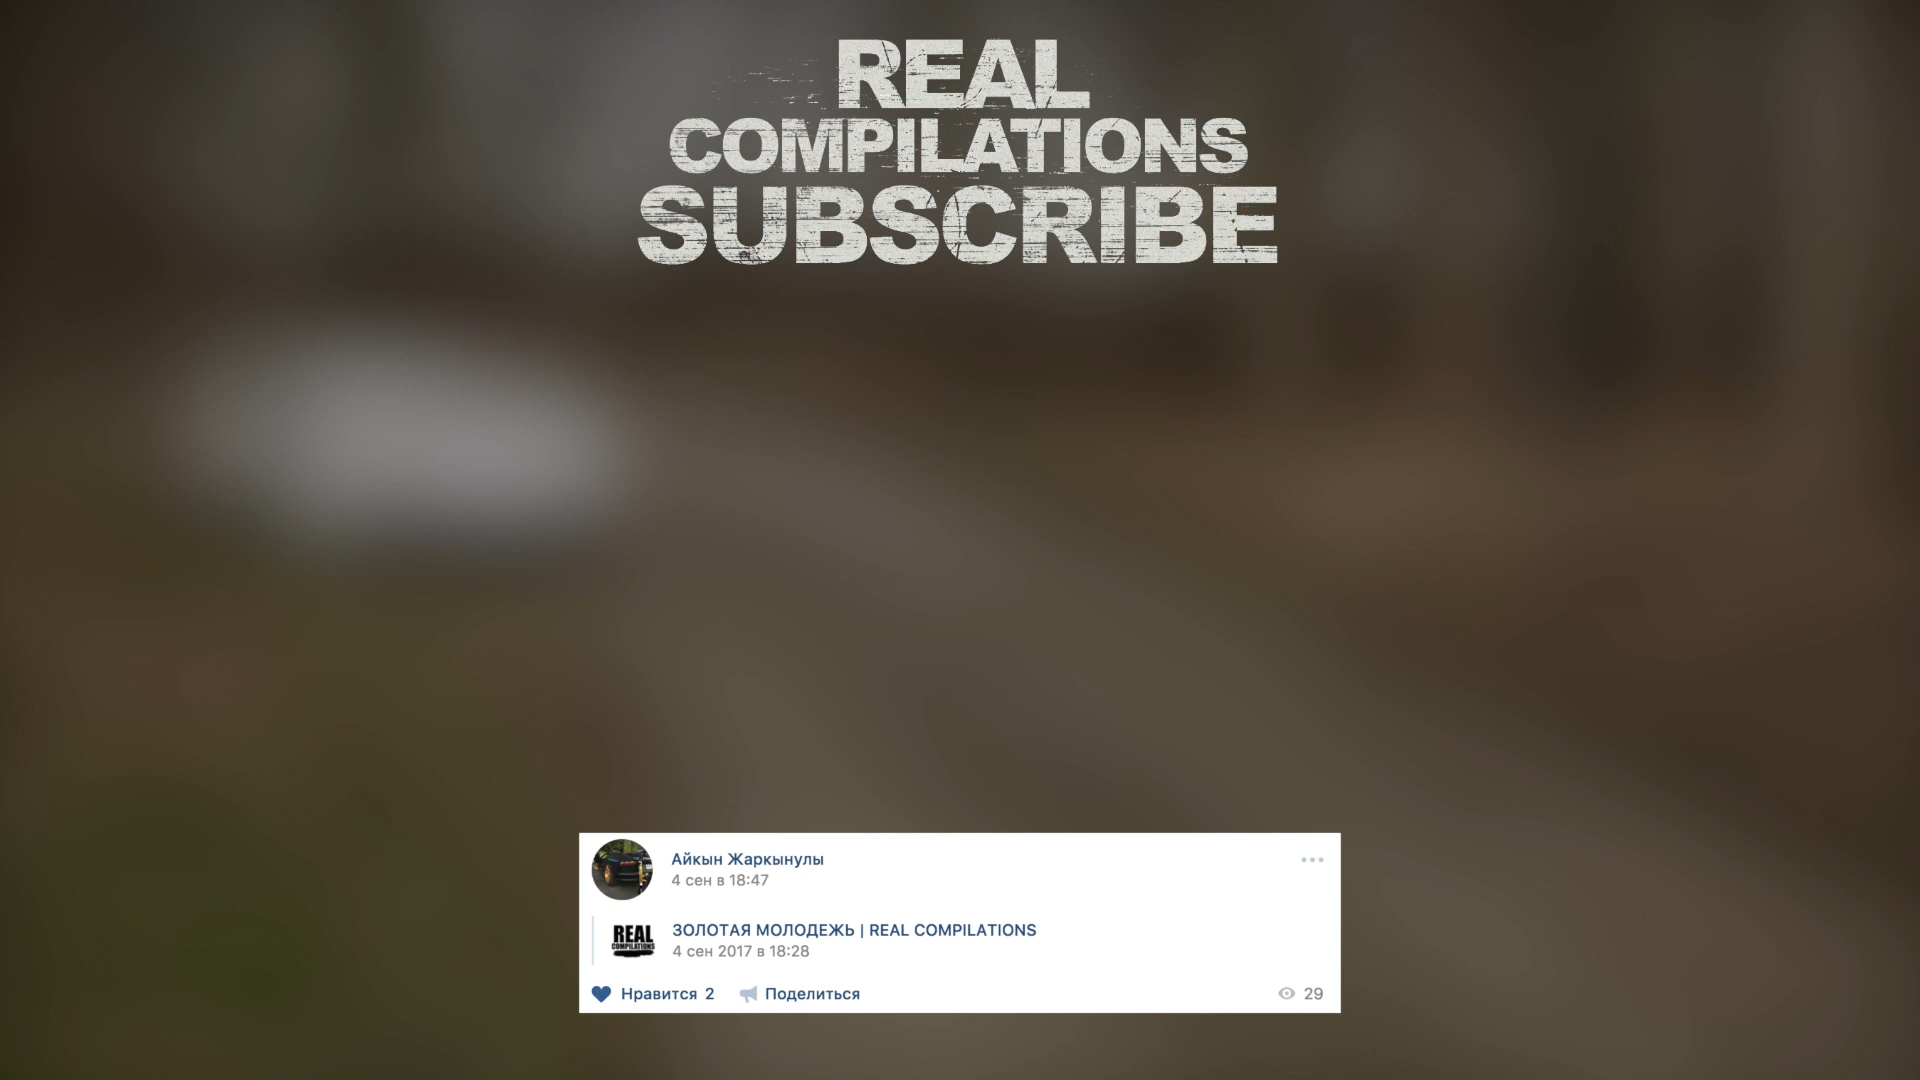 REAL
COMPILATIONS
SUBSCRIBE
Айкын Жаркынулы
4 сен в 18:47
REAL
COMPILATIONS
ЗОЛОТАЯ МОЛОДЕЖЬ | REAL COMPILATIONS
4 сен 2017 в 18:28
Нравится 2 Поделиться 29